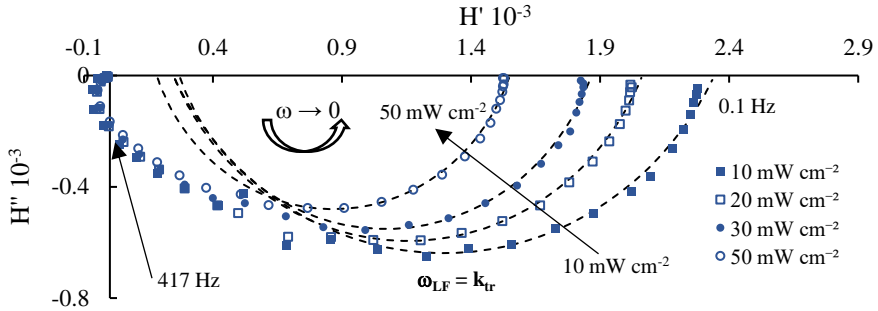 H' 10⁻³
-0.1 0.4 0.9 1.4 1.9 2.4 2.9
0
-0.4
-0.8
H'' 10⁻³
ω → 0
50 mW cm⁻²
0.1 Hz
10 mW cm⁻²
20 mW cm⁻²
30 mW cm⁻²
50 mW cm⁻²
10 mW cm⁻²
417 Hz
ω_LF = k_tr